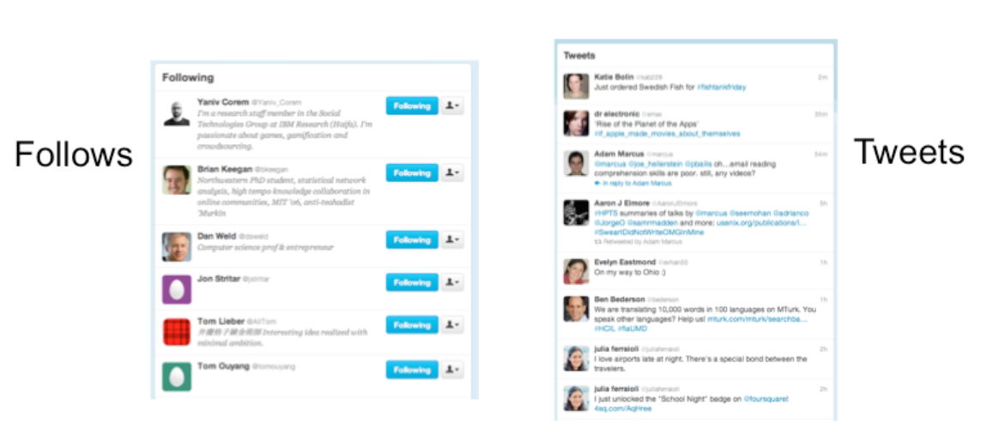 Follows
Following
Yaniv Corem @Yaniv_Corem
I'm a research staff member in the Social
Technologies Group at IBM Research (Haifa). I'm
passionate about games, gamification and
crowdsourcing.
Following
Brian Keegan @bkeegan
Northwestern PhD student, statistical network
analysis, high tempo knowledge collaboration in
online communities, MIT '06, anti-teahadist
'Murkin
Following
Dan Weld @dsweld
Computer science prof & entrepreneur
Following
Jon Stritar @jstritar
Following
Tom Lieber @AllTom
Interesting idea realized with
minimal ambition.
Following
Tom Ouyang @tomouyang
Following
Tweets
Katie Bolin 2m
Just ordered Swedish Fish for #fishtankfriday
dr electronic
'Rise of the Planet of the Apps'
#if_apple_made_movies_about_themselves
Adam Marcus @marcua 54m
@marcua @joe_hellerstein @pbailis oh...email reading
comprehension skills are poor. still, any videos?
In reply to Adam Marcus
Aaron J Elmore @AaronJElmore 5h
#HPTS summaries of talks by @marcua @seemohan @adrianco
@JorgeO @samrmadden and more: usenix.org/publications/l...
#SweartIDidNotWriteOMGInMine
Retweeted by Adam Marcus
Evelyn Eastmond 1h
On my way to Ohio :)
Ben Bederson @bederson 1h
We are translating 10,000 words in 100 languages on MTurk. You
speak other languages? Help us! mturk.com/mturk/searchba...
#HCIL #flaUMD
julia ferraioli @juliaferraioli 2h
I love airports late at night. There's a special bond between the
travelers.
julia ferraioli @juliaferraioli 2h
I just unlocked the "School Night" badge on @foursquare!
4sq.com/AqHree
Tweets